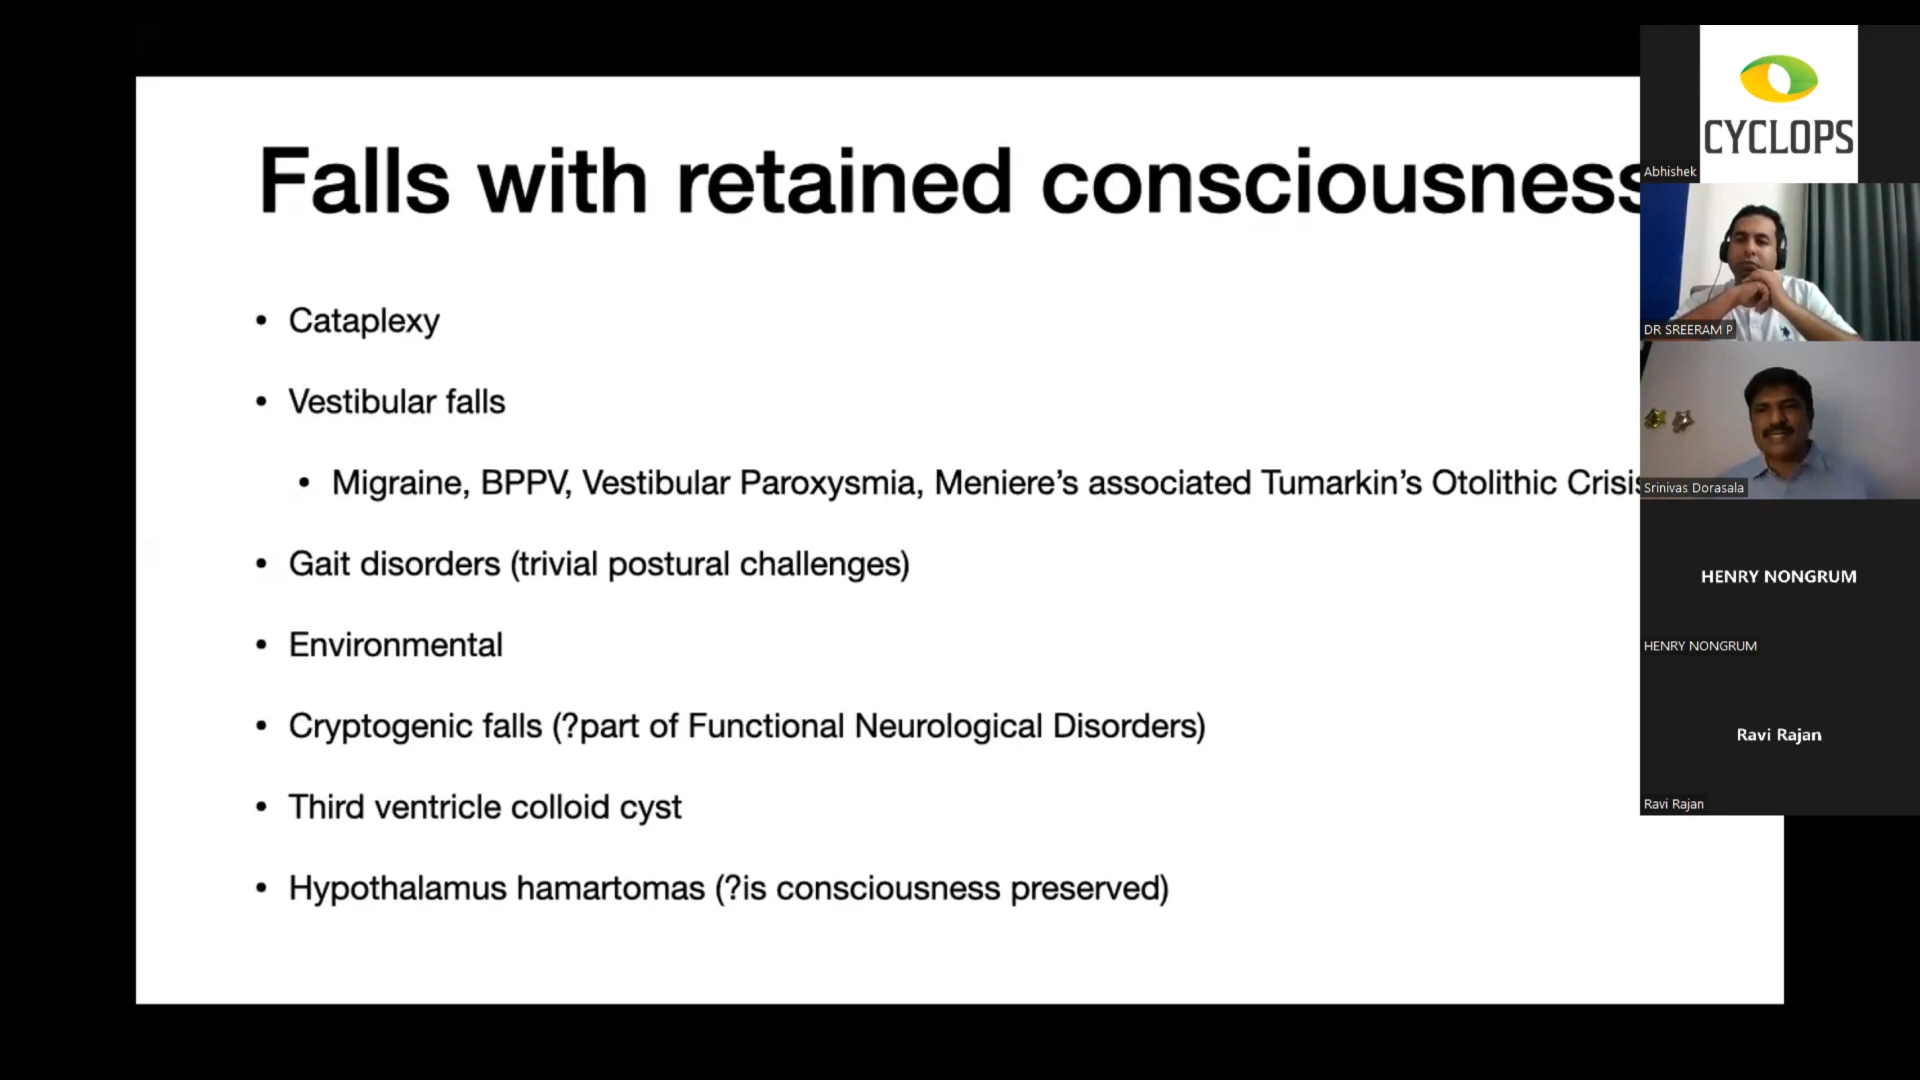 Falls with retained consciousness
• Cataplexy
• Vestibular falls
• Migraine, BPPV, Vestibular Paroxysmia, Meniere’s associated Tumarkin’s Otolithic Crisis
• Gait disorders (trivial postural challenges)
• Environmental
• Cryptogenic falls (?part of Functional Neurological Disorders)
• Third ventricle colloid cyst
• Hypothalamus hamartomas (?is consciousness preserved)
CYCLOPS
Abhishek
DR SREERAM P
Srinivas Dorasala
HENRY NONGRUM
HENRY NONGRUM
Ravi Rajan
Ravi Rajan